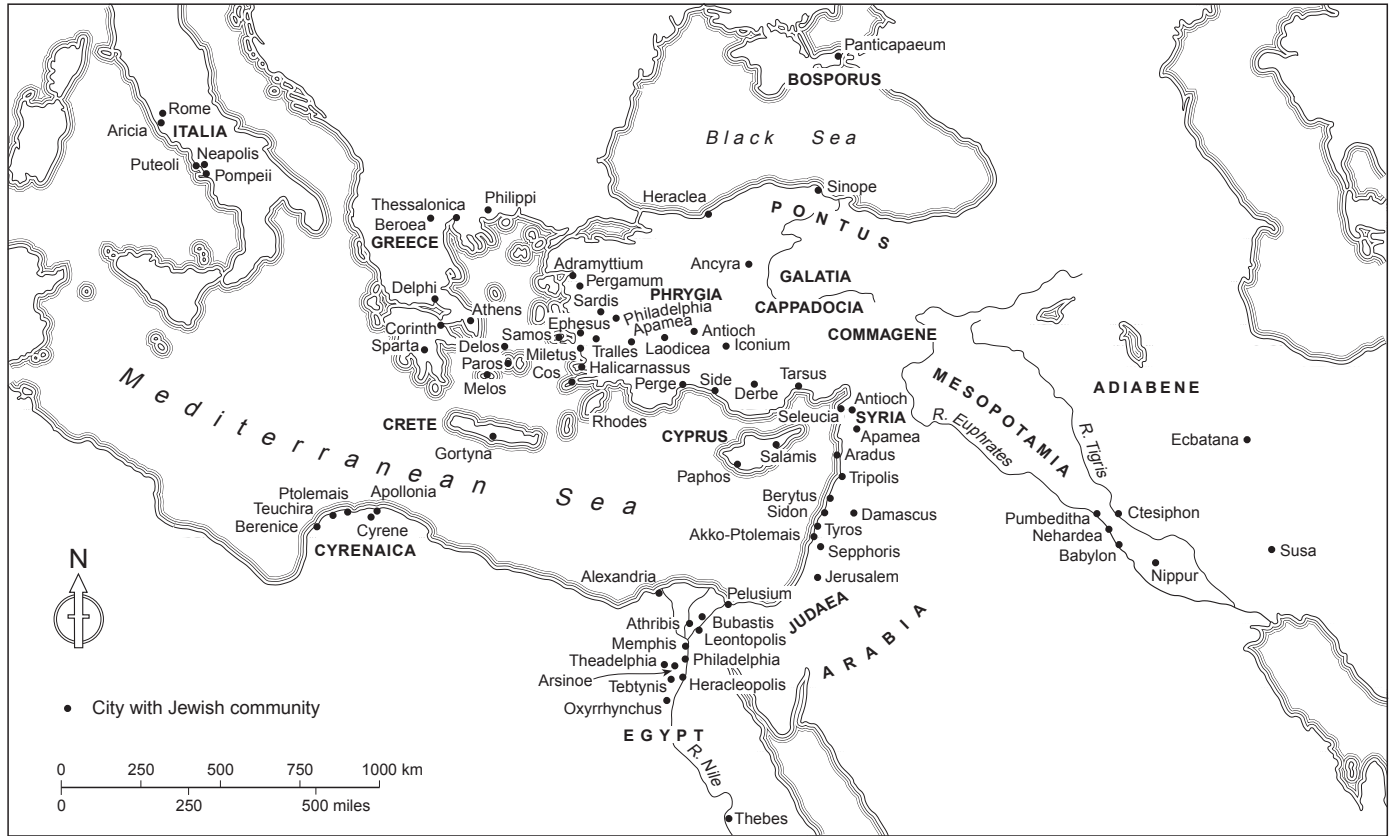 Panticapaeum
BOSPORUS
Black Sea
Rome
Aricia
ITALIA
Neapolis
Puteoli
Pompeii
Heraclea
Sinope
PONTUS
Thessalonica
Philippi
Beroea
GREECE
Ancyra
GALATIA
Adramyttium
Pergamum
PHRYGIA
CAPPADOCIA
Delphi
Sardis
Athens
Philadelphia
Corinth
Ephesus
Apamea
Antioch
COMMAGENE
Samos
Sparta
Delos
Miletus
Tralles
Laodicea
Iconium
Paros
Halicarnassus
Melos
Cos
Perge
Side
Derbe
Tarsus
Mediterranean Sea
MESOPOTAMIA
ADIABENE
R. Euphrates
R. Tigris
Rhodes
Seleucia
Antioch
SYRIA
CRETE
Gortyna
CYPRUS
Salamis
Paphos
Apamea
Aradus
Tripolis
Ecbatana
Ptolemais
Apollonia
Teuchira
Berenice
Cyrene
CYRENAICA
Berytus
Sidon
Damascus
Akko-Ptolemais
Tyros
Sepphoris
Jerusalem
Pumbeditha
Ctesiphon
Nehardea
Babylon
Nippur
Susa
N
Alexandria
Pelusium
JUDAEA
ARABIA
Athribis
Bubastis
Leontopolis
Memphis
Theadelphia
Philadelphia
Arsinoe
Tebtynis
Heracleopolis
Oxyrrhynchus
EGYPT
R. Nile
Thebes
City with Jewish community
0 250 500 750 1000 km
0 250 500 miles